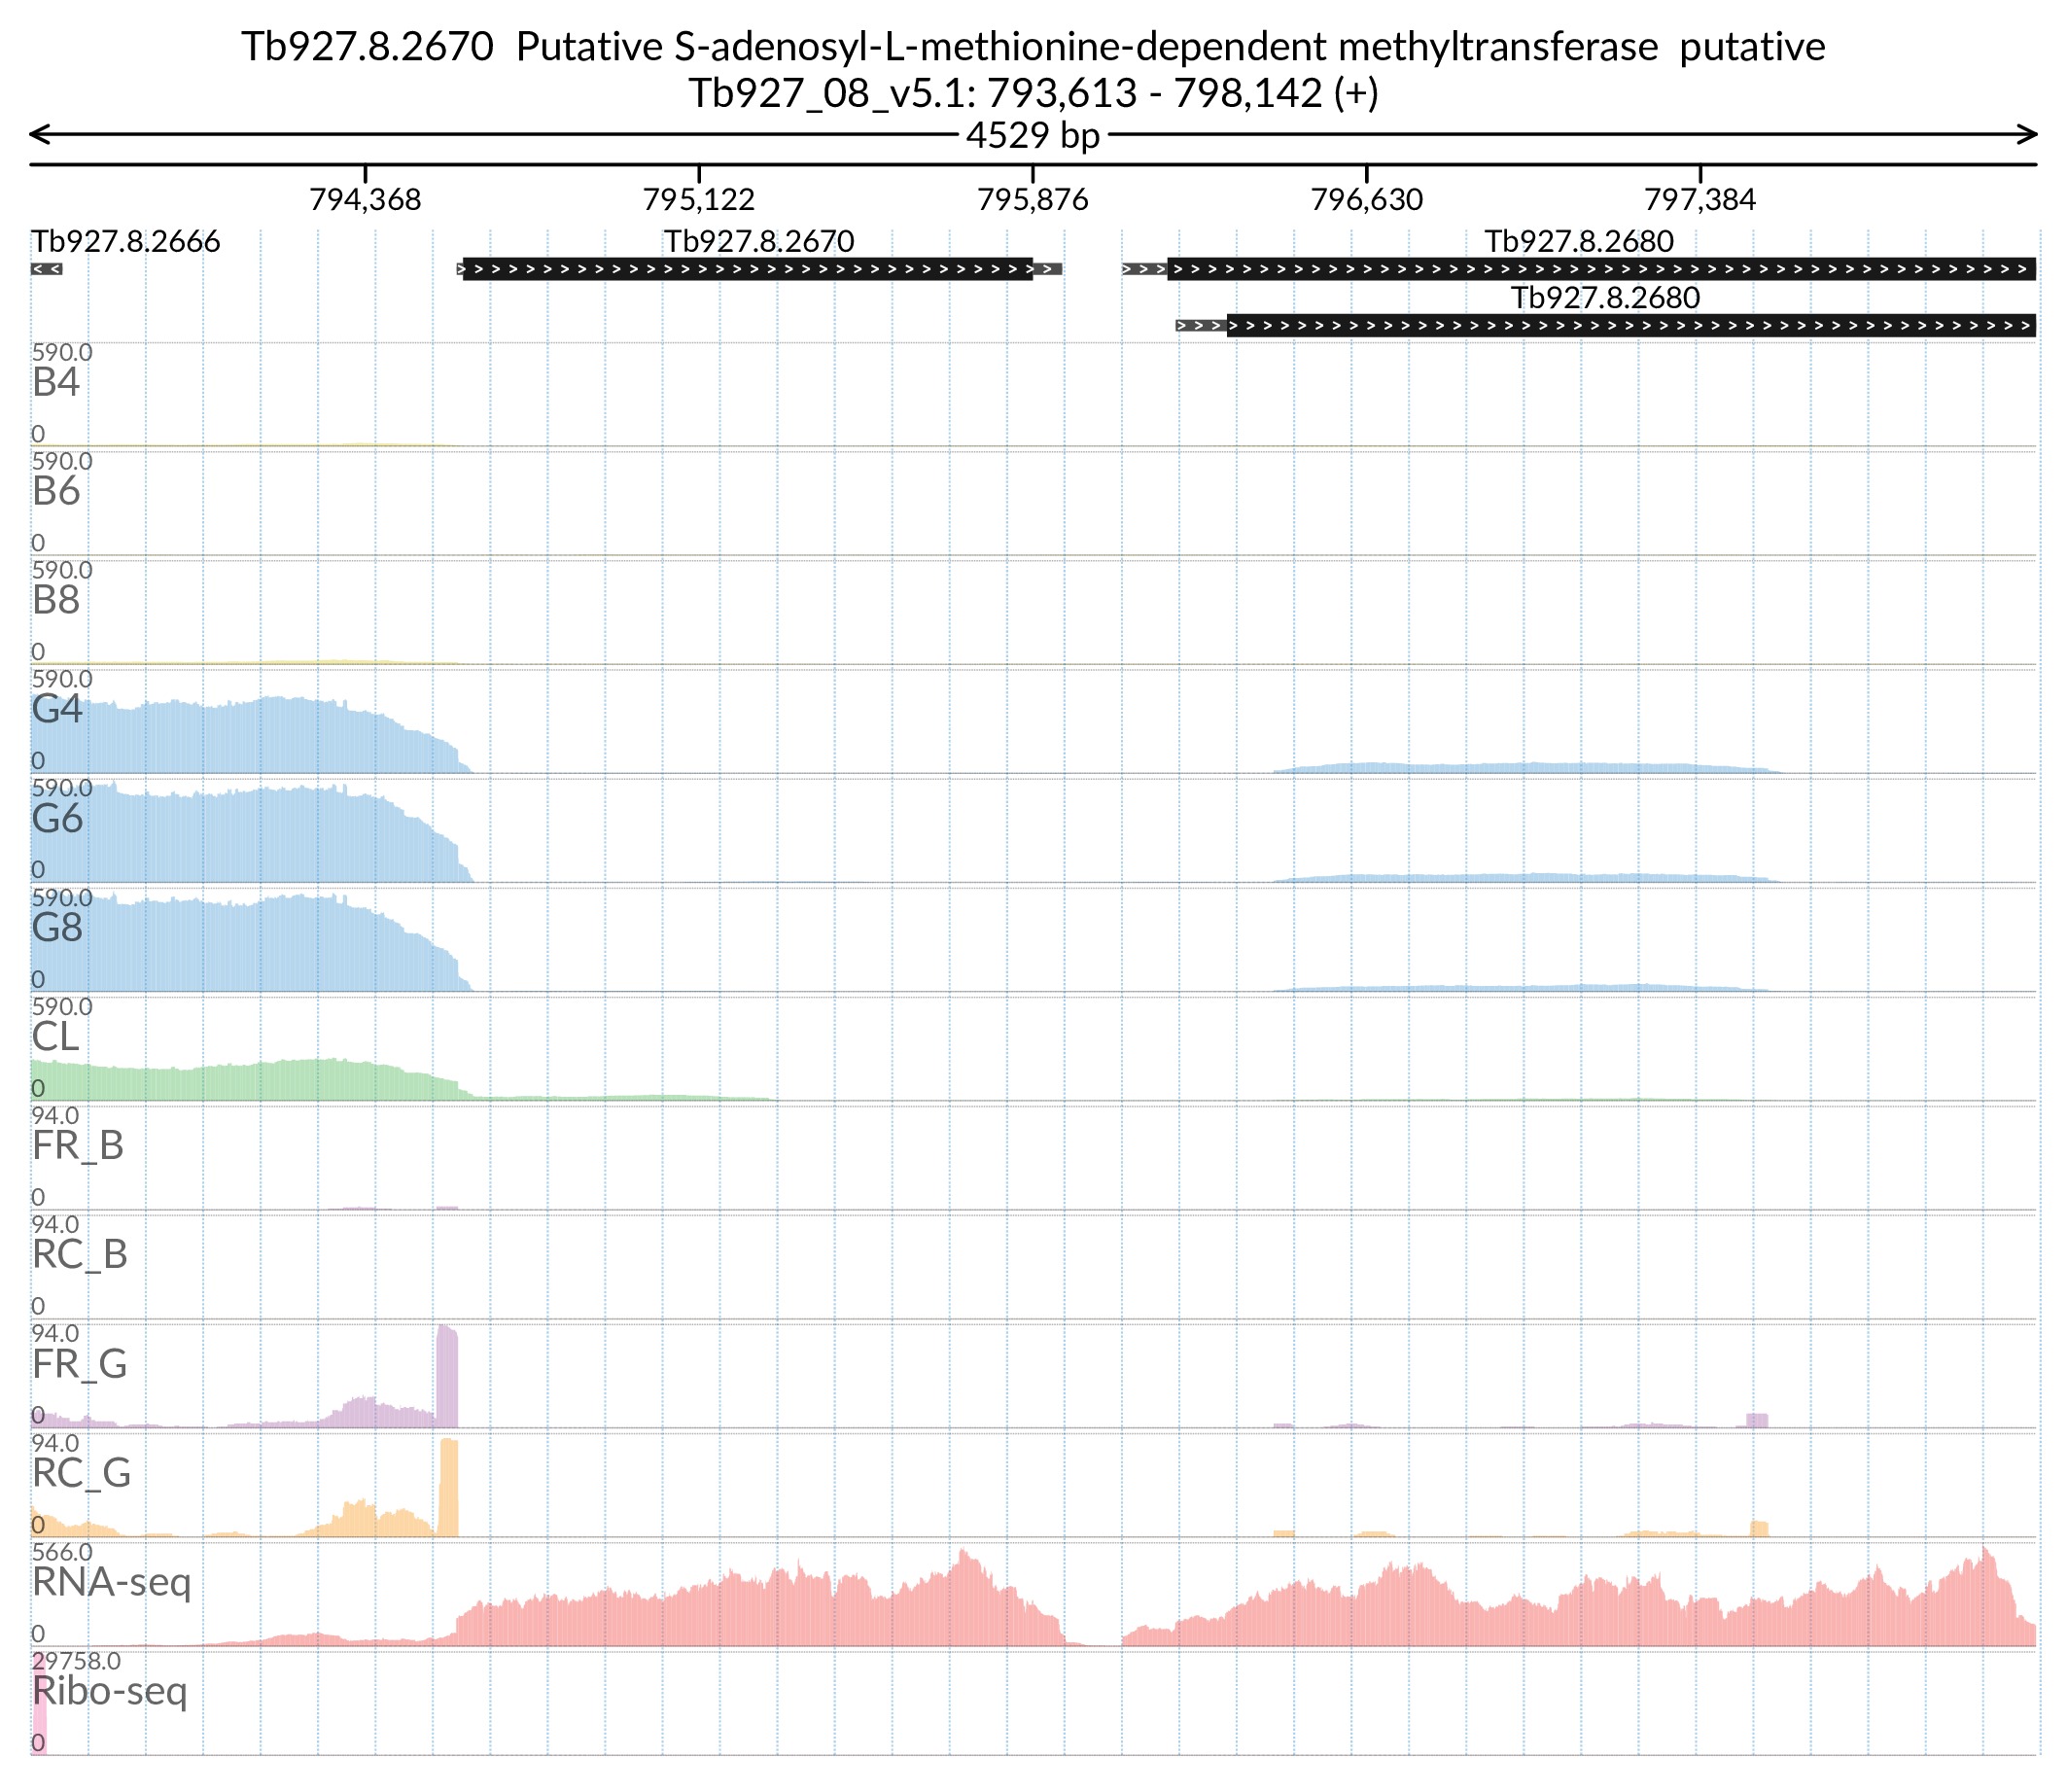 Tb927.8.2670  Putative S-adenosyl-L-methionine-dependent methyltransferase  putative
Tb927_08_v5.1: 793,613 - 798,142 (+)
4529 bp
794,368 795,122 795,876 796,630 797,384
Tb927.8.2666 Tb927.8.2670 Tb927.8.2680
Tb927.8.2680
590.0
B4
0
590.0
B6
0
590.0
B8
0
590.0
G4
0
590.0
G6
0
590.0
G8
0
590.0
CL
0
94.0
FR_B
0
94.0
RC_B
0
94.0
FR_G
0
94.0
RC_G
0
566.0
RNA-seq
0
29758.0
Ribo-seq
0